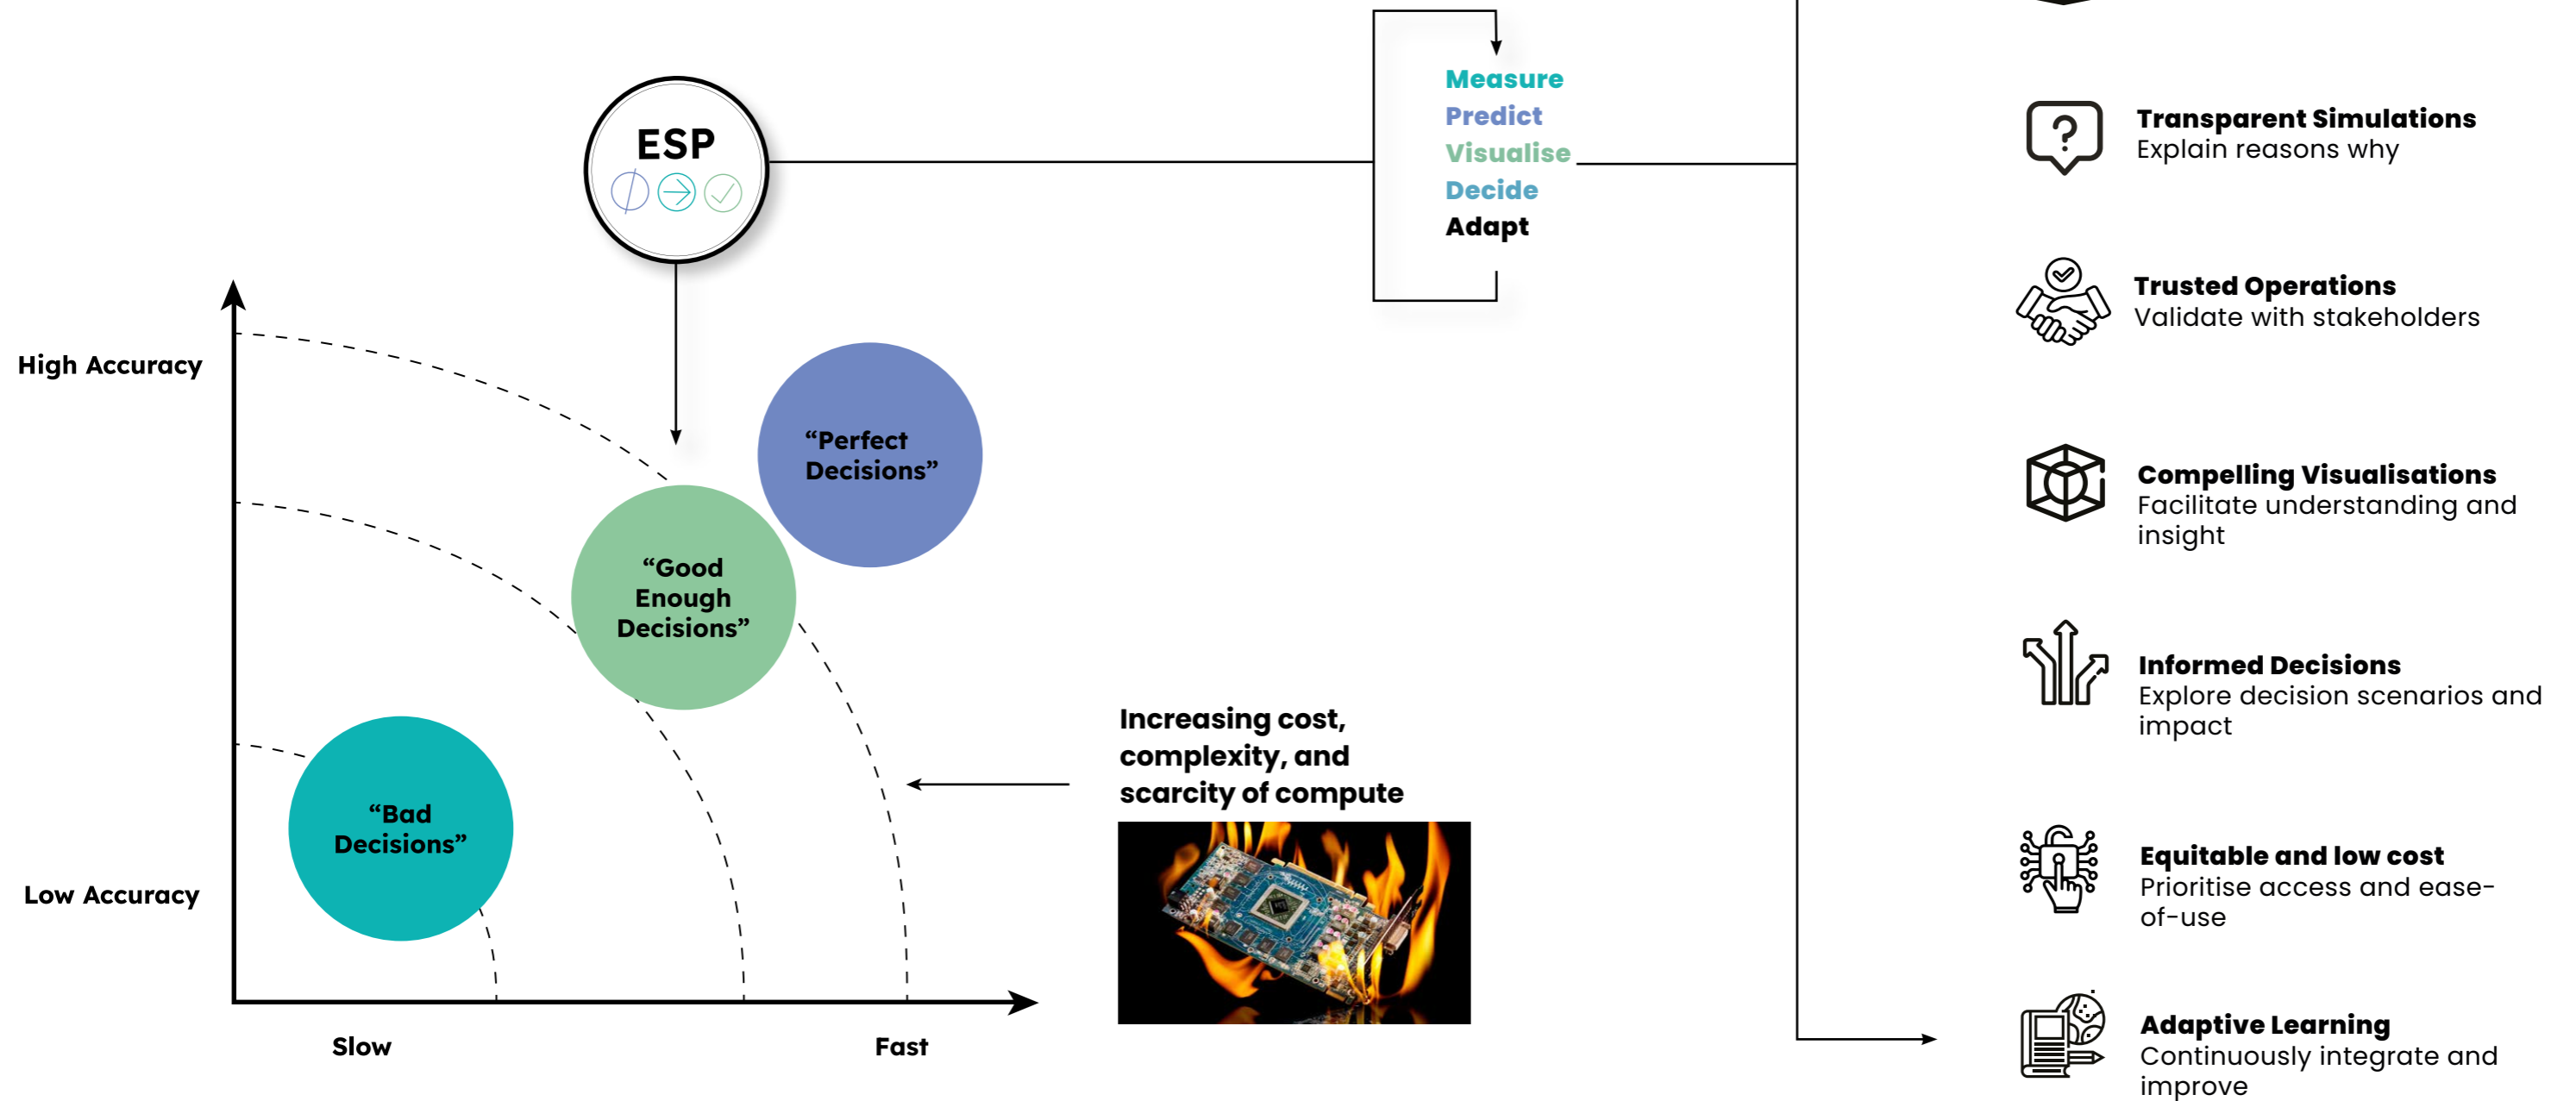 ESP
Measure
Predict
Visualise
Decide
Adapt
High Accuracy
Low Accuracy
Slow
Fast
“Perfect
Decisions”
“Good
Enough
Decisions”
“Bad
Decisions”
Increasing cost,
complexity, and
scarcity of compute
Transparent Simulations
Explain reasons why
Trusted Operations
Validate with stakeholders
Compelling Visualisations
Facilitate understanding and
insight
Informed Decisions
Explore decision scenarios and
impact
Equitable and low cost
Prioritise access and ease-
of-use
Adaptive Learning
Continuously integrate and
improve